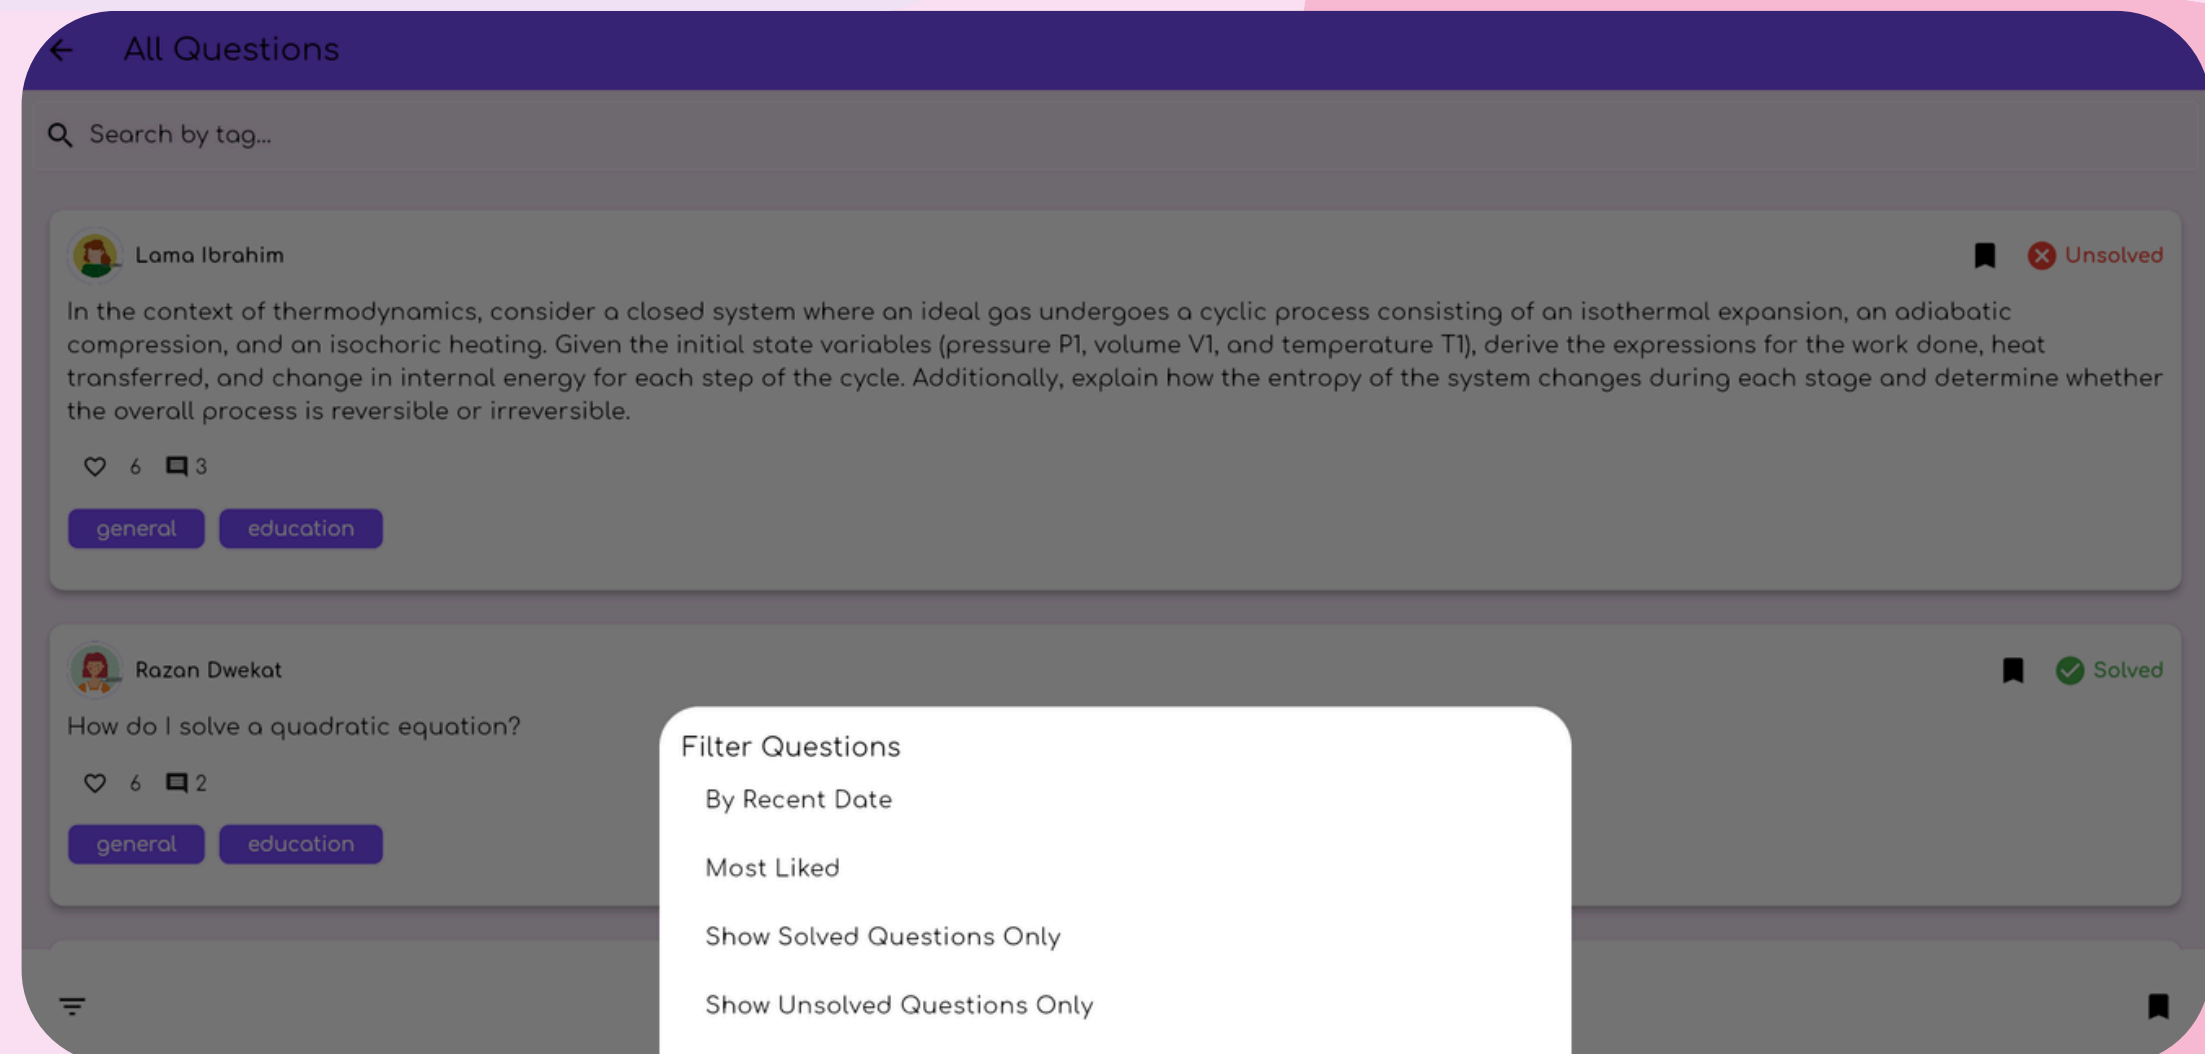 All Questions
Search by tag...
Lama Ibrahim
Unsolved
In the context of thermodynamics, consider a closed system where an ideal gas undergoes a cyclic process consisting of an isothermal expansion, an adiabatic
compression, and an isochoric heating. Given the initial state variables (pressure P1, volume V1, and temperature T1), derive the expressions for the work done, heat
transferred, and change in internal energy for each step of the cycle. Additionally, explain how the entropy of the system changes during each stage and determine whether
the overall process is reversible or irreversible.
6 3
general education
Razan Dwekat
Solved
How do I solve a quadratic equation?
6 2
general education
Filter Questions
By Recent Date
Most Liked
Show Solved Questions Only
Show Unsolved Questions Only